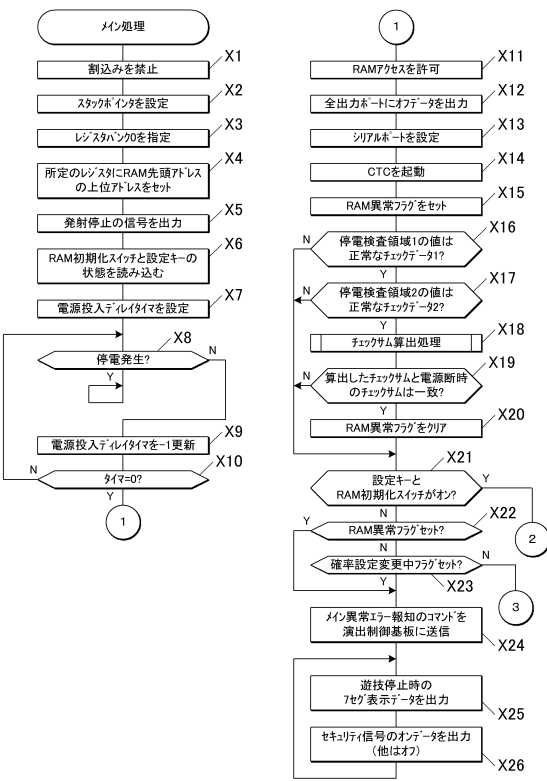 メイン処理
X1
割込みを禁止
X2
スタックポインタを設定
X3
レジスタバンク0を指定
X4
所定のレジスタにRAM先頭アドレス
の上位アドレスをセット
X5
発射停止の信号を出力
X6
RAM初期化スイッチと設定キーの
状態を読み込む
X7
電源投入ディレイタイマを設定
X8
停電発生?
N
Y
X9
電源投入ディレイタイマを-1更新
X10
N
タイマ=0?
Y
1
1
X11
RAMアクセスを許可
X12
全出力ポートにオフデータを出力
X13
シリアルポートを設定
X14
CTCを起動
X15
RAM異常フラグをセット
X16
N
停電検査領域1の値は
正常なチェックデータ1?
Y
X17
N
停電検査領域2の値は
正常なチェックデータ2?
Y
X18
チェックサム算出処理
X19
N
算出したチェックサムと電源断時
のチェックサムは一致?
Y
X20
RAM異常フラグをクリア
X21
設定キーと
RAM初期化スイッチがオン?
Y
N
2
X22
Y
RAM異常フラグセット?
N
確率設定変更中フラグセット?
N
Y
X23
3
メイン異常エラー報知のコマンドを
演出制御基板に送信
X24
遊技停止時の
7セグ表示データを出力
X25
セキュリティ信号のオンデータを出力
(他はオフ)
X26